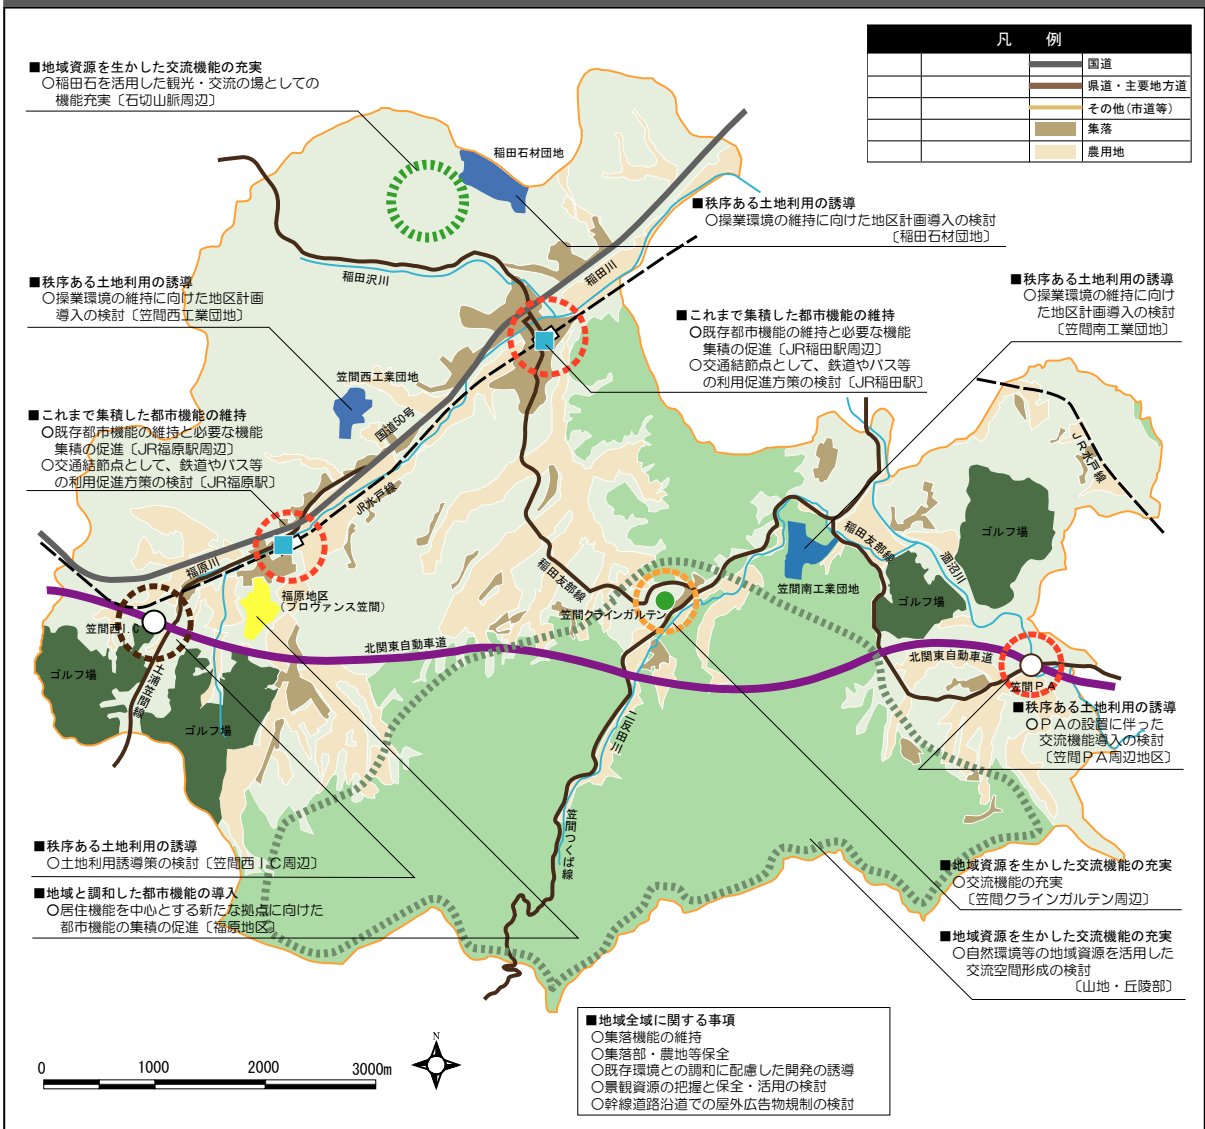 凡 例
国道
県道・主要地方道
その他(市道等)
集落
農用地
■地域資源を生かした交流機能の充実
○稲田石を活用した観光・交流の場としての
機能充実〔石切山脈周辺〕
稲田石材団地
■秩序ある土地利用の誘導
○操業環境の維持に向けた地区計画導入の検討
〔稲田石材団地〕
稲田沢川
稲田川
■秩序ある土地利用の誘導
○操業環境の維持に向けた地区計画
導入の検討〔笠間西工業団地〕
■秩序ある土地利用の誘導
○操業環境の維持に向け
た地区計画導入の検討
〔笠間南工業団地〕
■これまで集積した都市機能の維持
○既存都市機能の維持と必要な機能
集積の促進〔JR稲田駅周辺〕
○交通結節点として、鉄道やバス等
の利用促進方策の検討〔JR稲田駅〕
笠間西工業団地
国道50号
■これまで集積した都市機能の維持
○既存都市機能の維持と必要な機能
集積の促進〔JR福原駅周辺〕
○交通結節点として、鉄道やバス等
の利用促進方策の検討〔JR福原駅〕
JR水戸線
JR水戸線
ゴルフ場
稲田友部線
涸沼川
福原川
稲田友部線
福原地区
(プロヴァンス笠間)
笠間クラインガルテン
笠間南工業団地
ゴルフ場
笠間西I.C
北関東自動車道
北関東自動車道
ゴルフ場
土浦笠間線
笠間PA
ゴルフ場
二反田川
■秩序ある土地利用の誘導
○PAの設置に伴った
交流機能導入の検討
〔笠間PA周辺地区〕
笠間つくば線
■秩序ある土地利用の誘導
○土地利用誘導策の検討〔笠間西I.C周辺〕
■地域と調和した都市機能の導入
○居住機能を中心とする新たな拠点に向けた
都市機能の集積の促進〔福原地区〕
■地域資源を生かした交流機能の充実
○交流機能の充実
〔笠間クラインガルテン周辺〕
■地域資源を生かした交流機能の充実
○自然環境等の地域資源を活用した
交流空間形成の検討
〔山地・丘陵部〕
■地域全域に関する事項
○集落機能の維持
○集落部・農地等保全
○既存環境との調和に配慮した開発の誘導
○景観資源の把握と保全・活用の検討
○幹線道路沿道での屋外広告物規制の検討
N
0 1000 2000 3000m